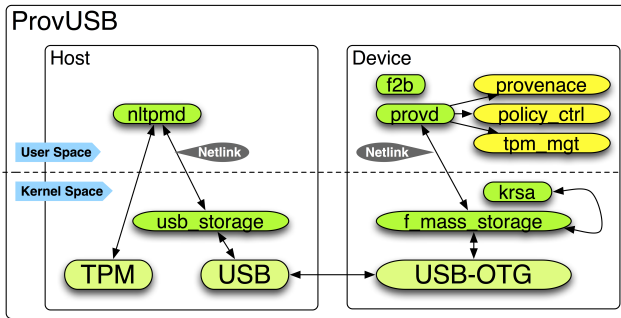 ProvUSB
Host
Device
f2b
provenace
nltpmd
provd
policy_ctrl
tpm_mgt
User Space
Netlink
Netlink
Kernel Space
krsa
usb_storage
f_mass_storage
TPM
USB
USB-OTG